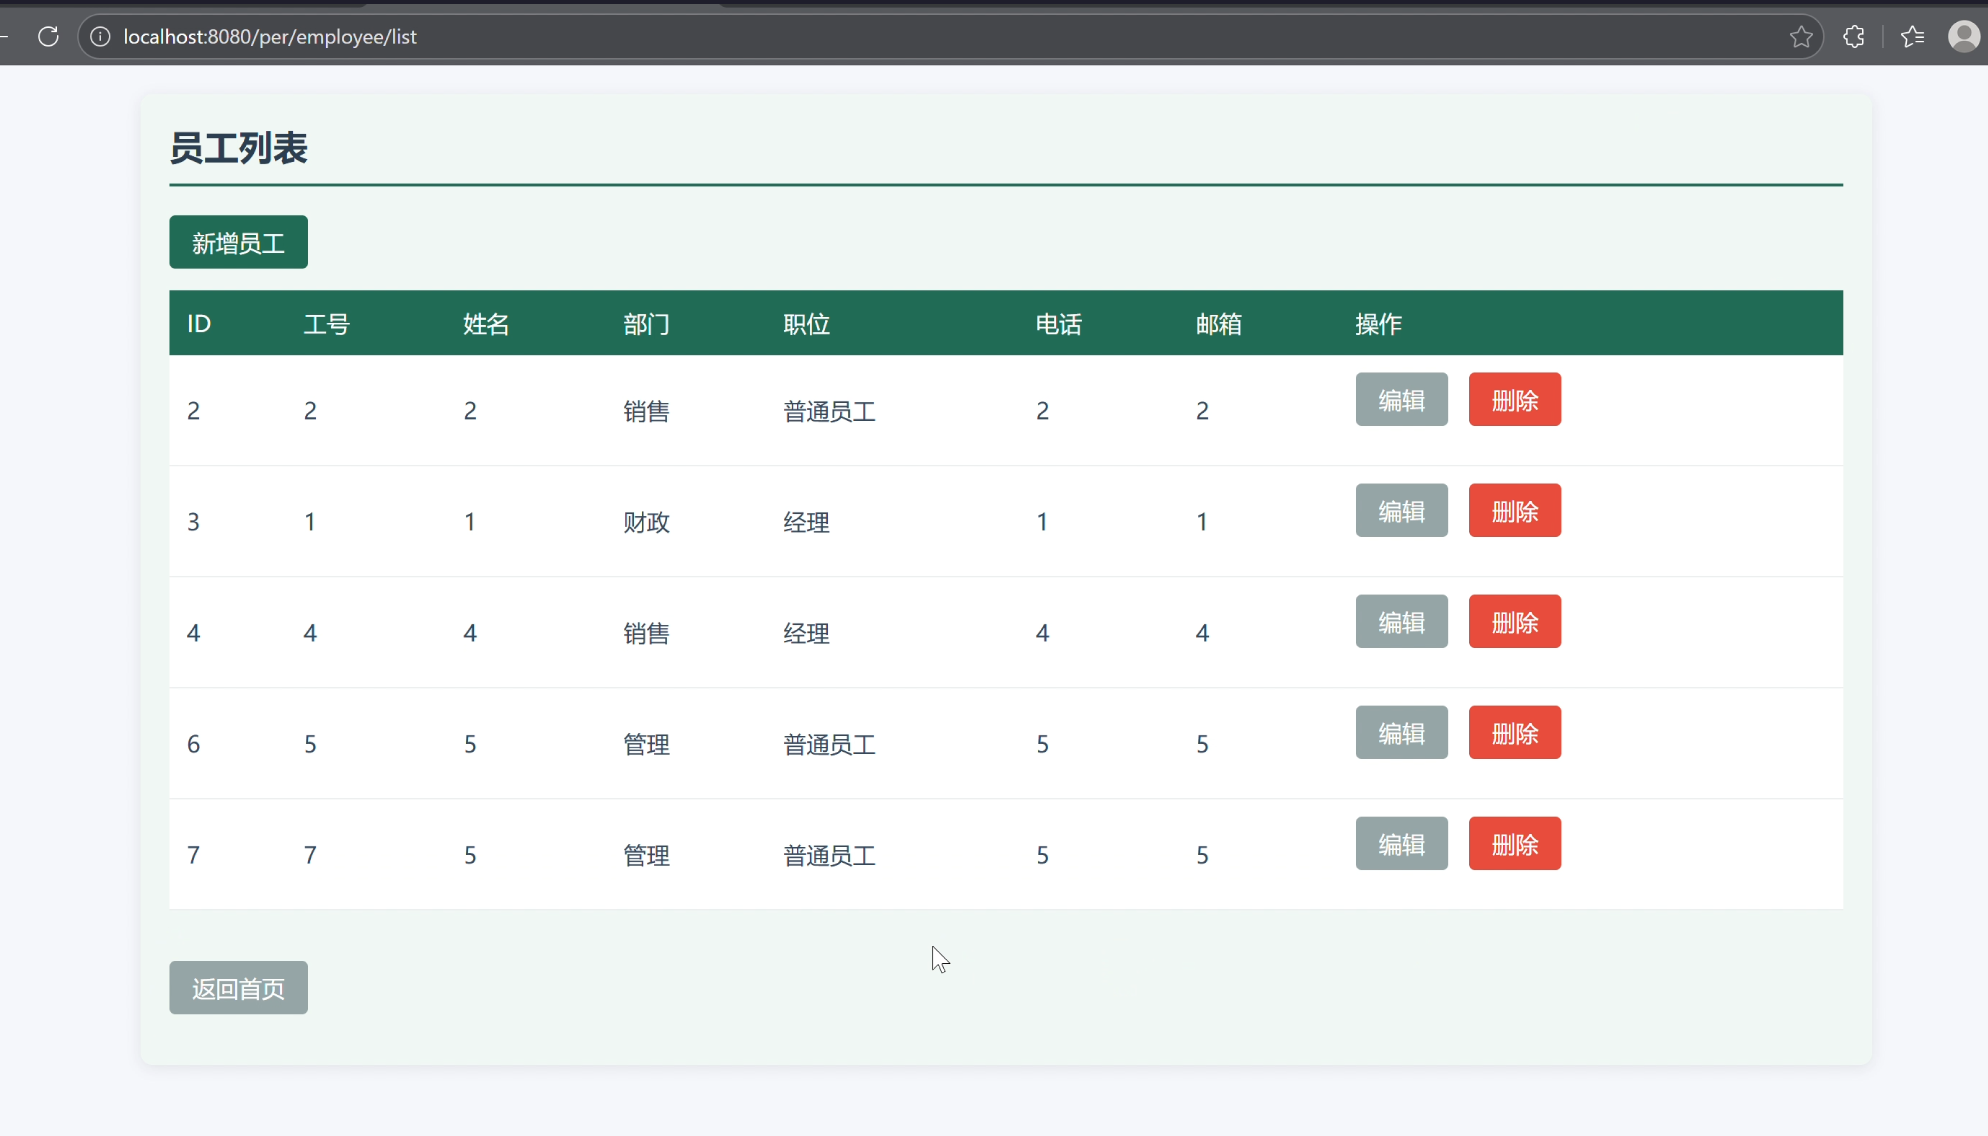 localhost:8080/per/employee/list
员工列表
新增员工
ID 工号 姓名 部门 职位 电话 邮箱 操作
2 2 2 销售 普通员工 2 2 编辑 删除
3 1 1 财政 经理 1 1 编辑 删除
4 4 4 销售 经理 4 4 编辑 删除
6 5 5 管理 普通员工 5 5 编辑 删除
7 7 5 管理 普通员工 5 5 编辑 删除
返回首页